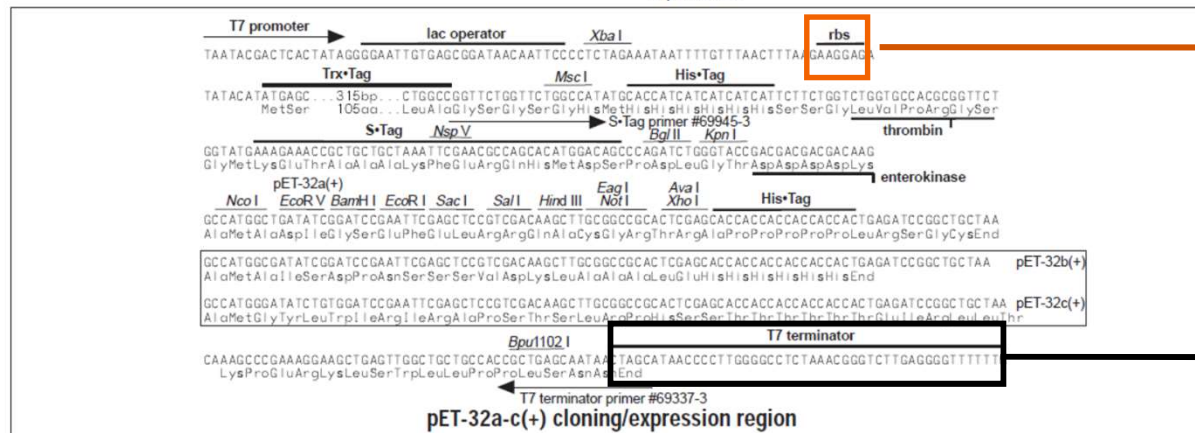 T7 promoter lac operator Xba I rbs
TAATACGACTCACTATAGGGGAATTGTGAGCGGATAACAATTCCCCTCTAGAAATAATTTTGTTTAACTTTAAGAAGGAGA
Trx•Tag Msc I His•Tag
TATACATATGAGC...315bp...CTGGCCGGTTCTGGTTCTGGCCATATGCACCATCATCATCATCATTCTTCTGGTCTGGTGCCACGCGGTTCT
MetSer 105aa...LeuAlaGlySerGlySerGlyHisMetHisHisHisHisHisHisSerSerGlyLeuValProArgGlySer
S•Tag primer #69945-3
S•Tag Nsp V Bgl II Kpn I thrombin
GGTATGAAAGAAACCGCTGCTGCTAAATTCGAACGCCAGCACATGGACAGCCCAGATCTGGGTACCGACGACGACGACAAG
GlyMetLysGluThrAlaAlaAlaLysPheGluArgGlnHisMetAspSerProAspLeuGlyThrAspAspAspAspLys
pET-32a(+) enterokinase
Nco I EcoR V BamH I EcoR I Sac I Sal I Hind III Eag I Not I Ava I Xho I His•Tag
GCCATGGCTGATATCGGATCCGAATTCGAGCTCCGTCGACAAGCTTGCGGCCGCACTCGAGCACCACCACCACCACCACTGAGATCCGGCTGCTAA
AlaMetAlaAspIleGlySerGluPheGluLeuArgArgGlnAlaCysGlyArgThrArgAlaProProProProProLeuArgSerGlyCysEnd
GCCATGGCGATATCGGATCCGAATTCGAGCTCCGTCGACAAGCTTGCGGCCGCACTCGAGCACCACCACCACCACCACTGAGATCCGGCTGCTAA pET-32b(+)
AlaMetAlaIleSerAspProAsnSerSerSerValAspLysLeuAlaAlaAlaLeuGluHisHisHisHisHisHisEnd
GCCATGGGATATCTGTGGATCCGAATTCGAGCTCCGTCGACAAGCTTGCGGCCGCACTCGAGCACCACCACCACCACCACTGAGATCCGGCTGCTAA pET-32c(+)
AlaMetGlyTyrLeuTrpIleArgIleArgAlaProSerThrSerLeuArgProHisSerSerThrThrThrThrThrThrGluIleArgLeuLeuThr
Bpu1102 I T7 terminator
CAAAGCCCGAAAGGAAGCTGAGTTGGCTGCTGCCACCGCTGAGCAATAACTAGCATAACCCCTTGGGGCCTCTAAACGGGTCTTGAGGGGTTTTTT
LysProGluArgLysLeuSerTrpLeuLeuProProLeuSerAsnAsnEnd
T7 terminator primer #69337-3
pET-32a-c(+) cloning/expression region